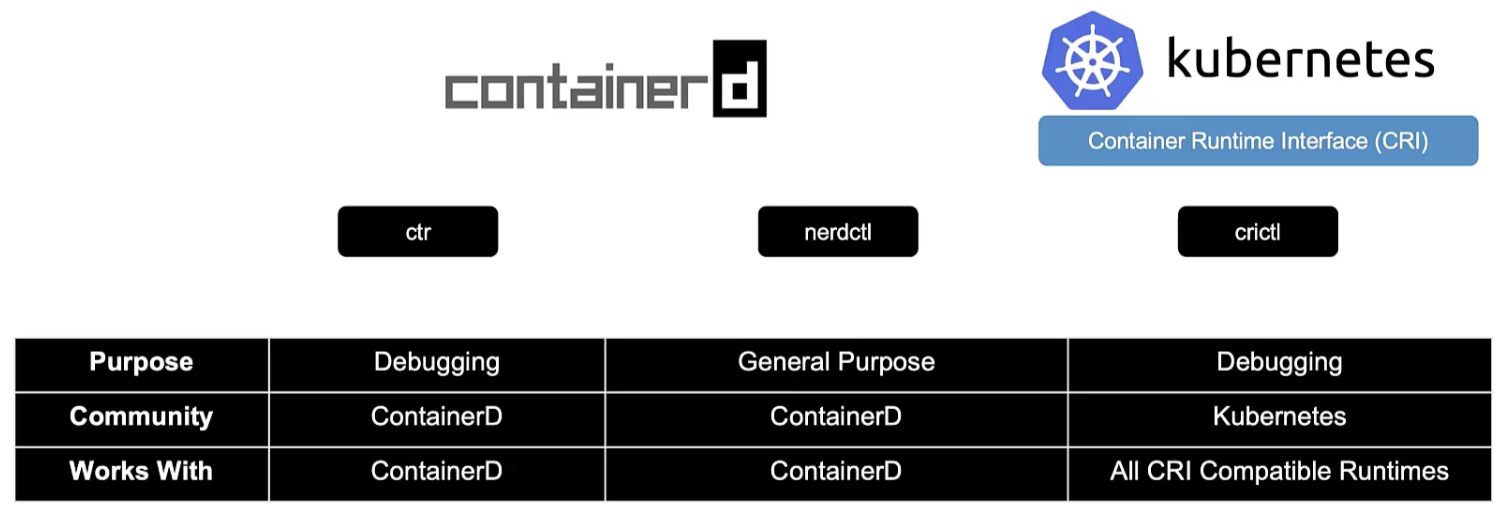 containerd
kubernetes
Container Runtime Interface (CRI)
ctr nerdctl crictl
Purpose Debugging General Purpose Debugging
Community ContainerD ContainerD Kubernetes
Works With ContainerD ContainerD All CRI Compatible Runtimes